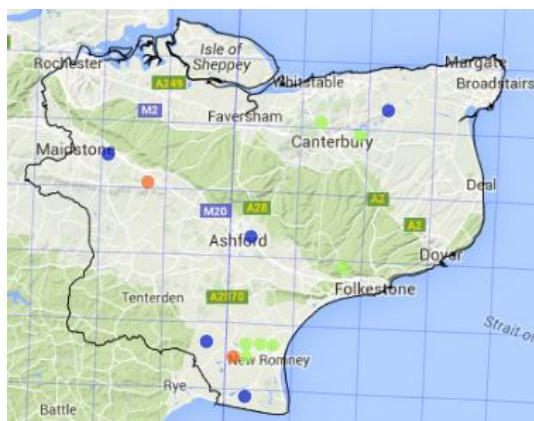 Isle of
Sheppey
Rochester
Margate
A249
Whitstable
Broadstairs
M2
Faversham
Canterbury
Maidstone
Deal
A2
M20
A28
A2
Ashford
Dover
Folkestone
Tenterden
A2070
Strait of
New Romney
Rye
Battle